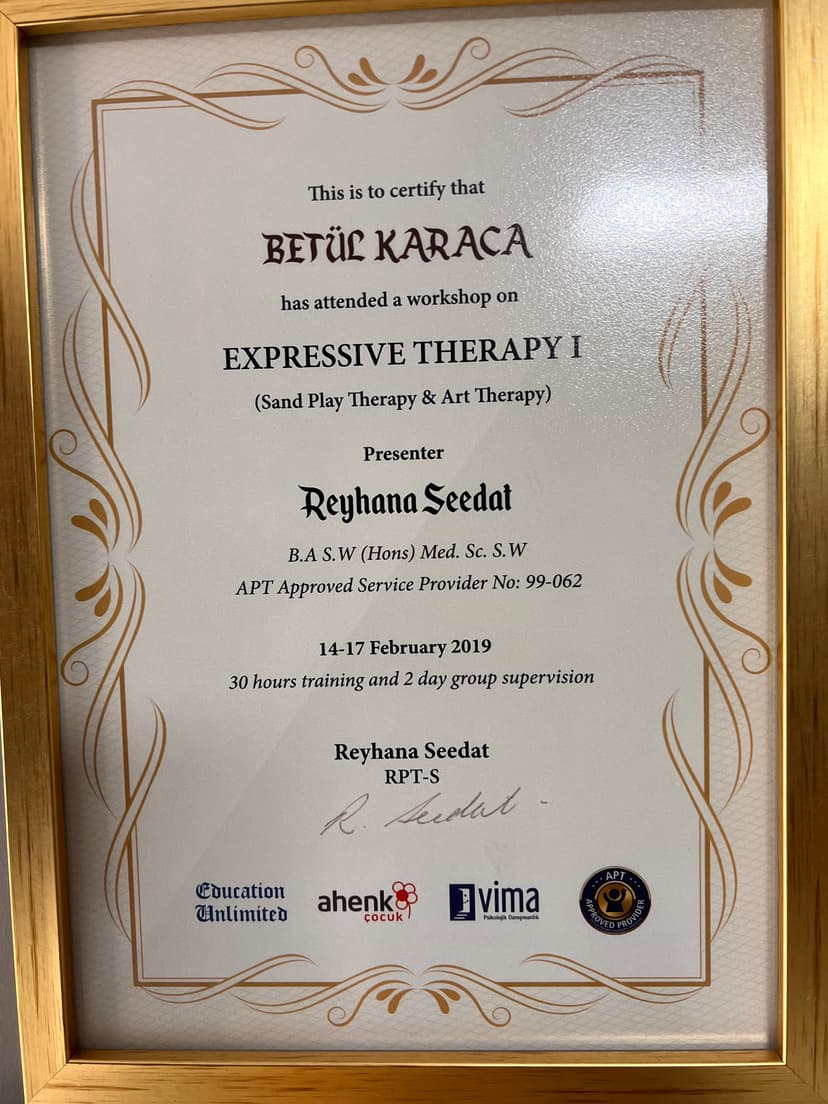 This is to certify that
BETÜL KARACA
has attended a workshop on
EXPRESSIVE THERAPY I
(Sand Play Therapy & Art Therapy)
Presenter
Reyhana Seedat
B.A S.W (Hons) Med. Sc. S.W
APT Approved Service Provider No: 99-062
14-17 February 2019
30 hours training and 2 day group supervision
Reyhana Seedat
RPT-S
R. Seedat
Education
Unlimited
ahenk
çocuk
vima
Psikolojik Danışmanlık
APT
APPROVED PROVIDER